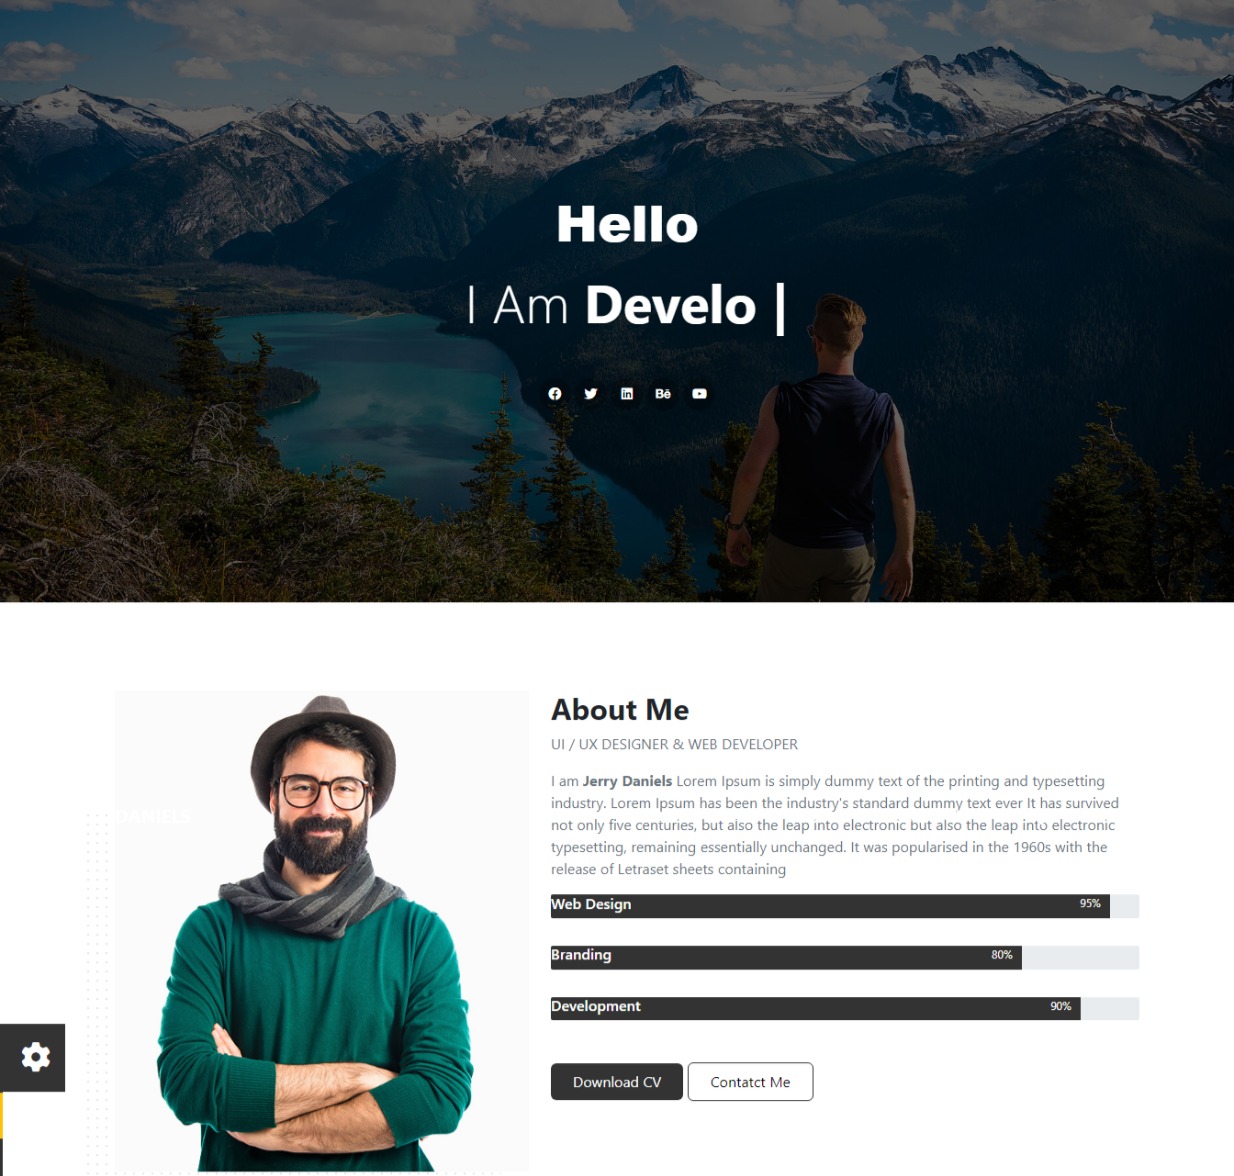 Hello
I Am Develo |
Bē
About Me
UI / UX DESIGNER & WEB DEVELOPER
I am Jerry Daniels Lorem Ipsum is simply dummy text of the printing and typesetting
industry. Lorem Ipsum has been the industry's standard dummy text ever It has survived
not only five centuries, but also the leap into electronic but also the leap into electronic
typesetting, remaining essentially unchanged. It was popularised in the 1960s with the
release of Letraset sheets containing
DANIELS
Web Design 95%
Branding 80%
Development 90%
Download CV Contatct Me